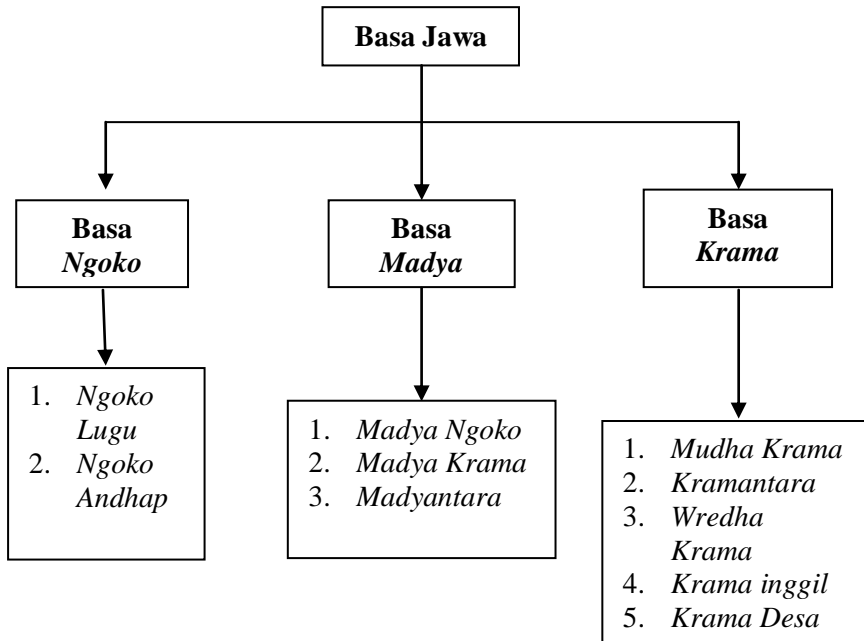 Basa Jawa
Basa
Ngoko
Basa
Madya
Basa
Krama
1. Ngoko
Lugu
2. Ngoko
Andhap
1. Madya Ngoko
2. Madya Krama
3. Madyantara
1. Mudha Krama
2. Kramantara
3. Wredha
Krama
4. Krama inggil
5. Krama Desa